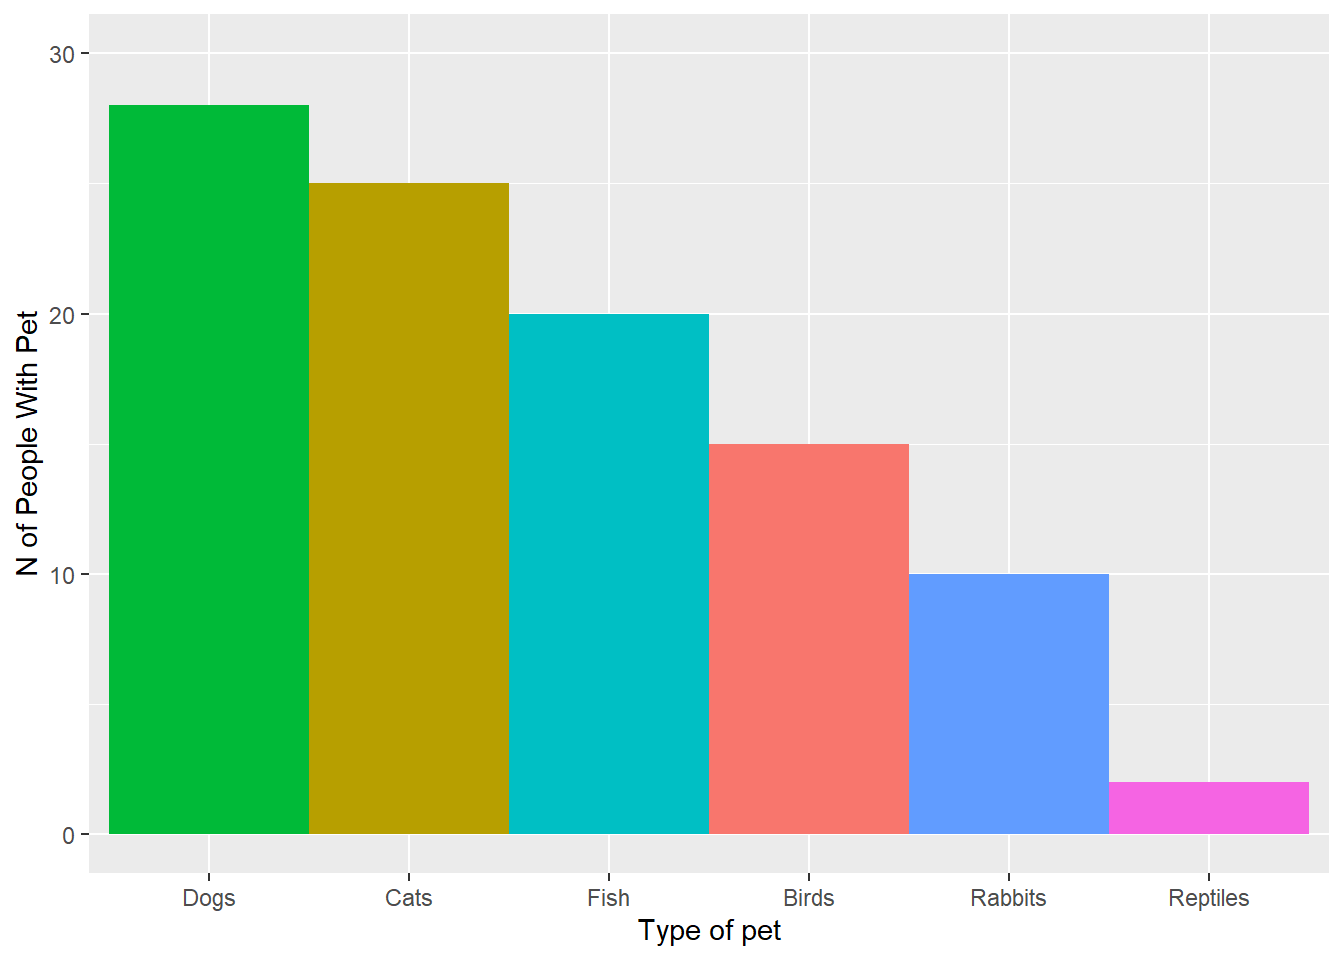 30
20
10
0
N of People With Pet
Dogs Cats Fish Birds Rabbits Reptiles
Type of pet